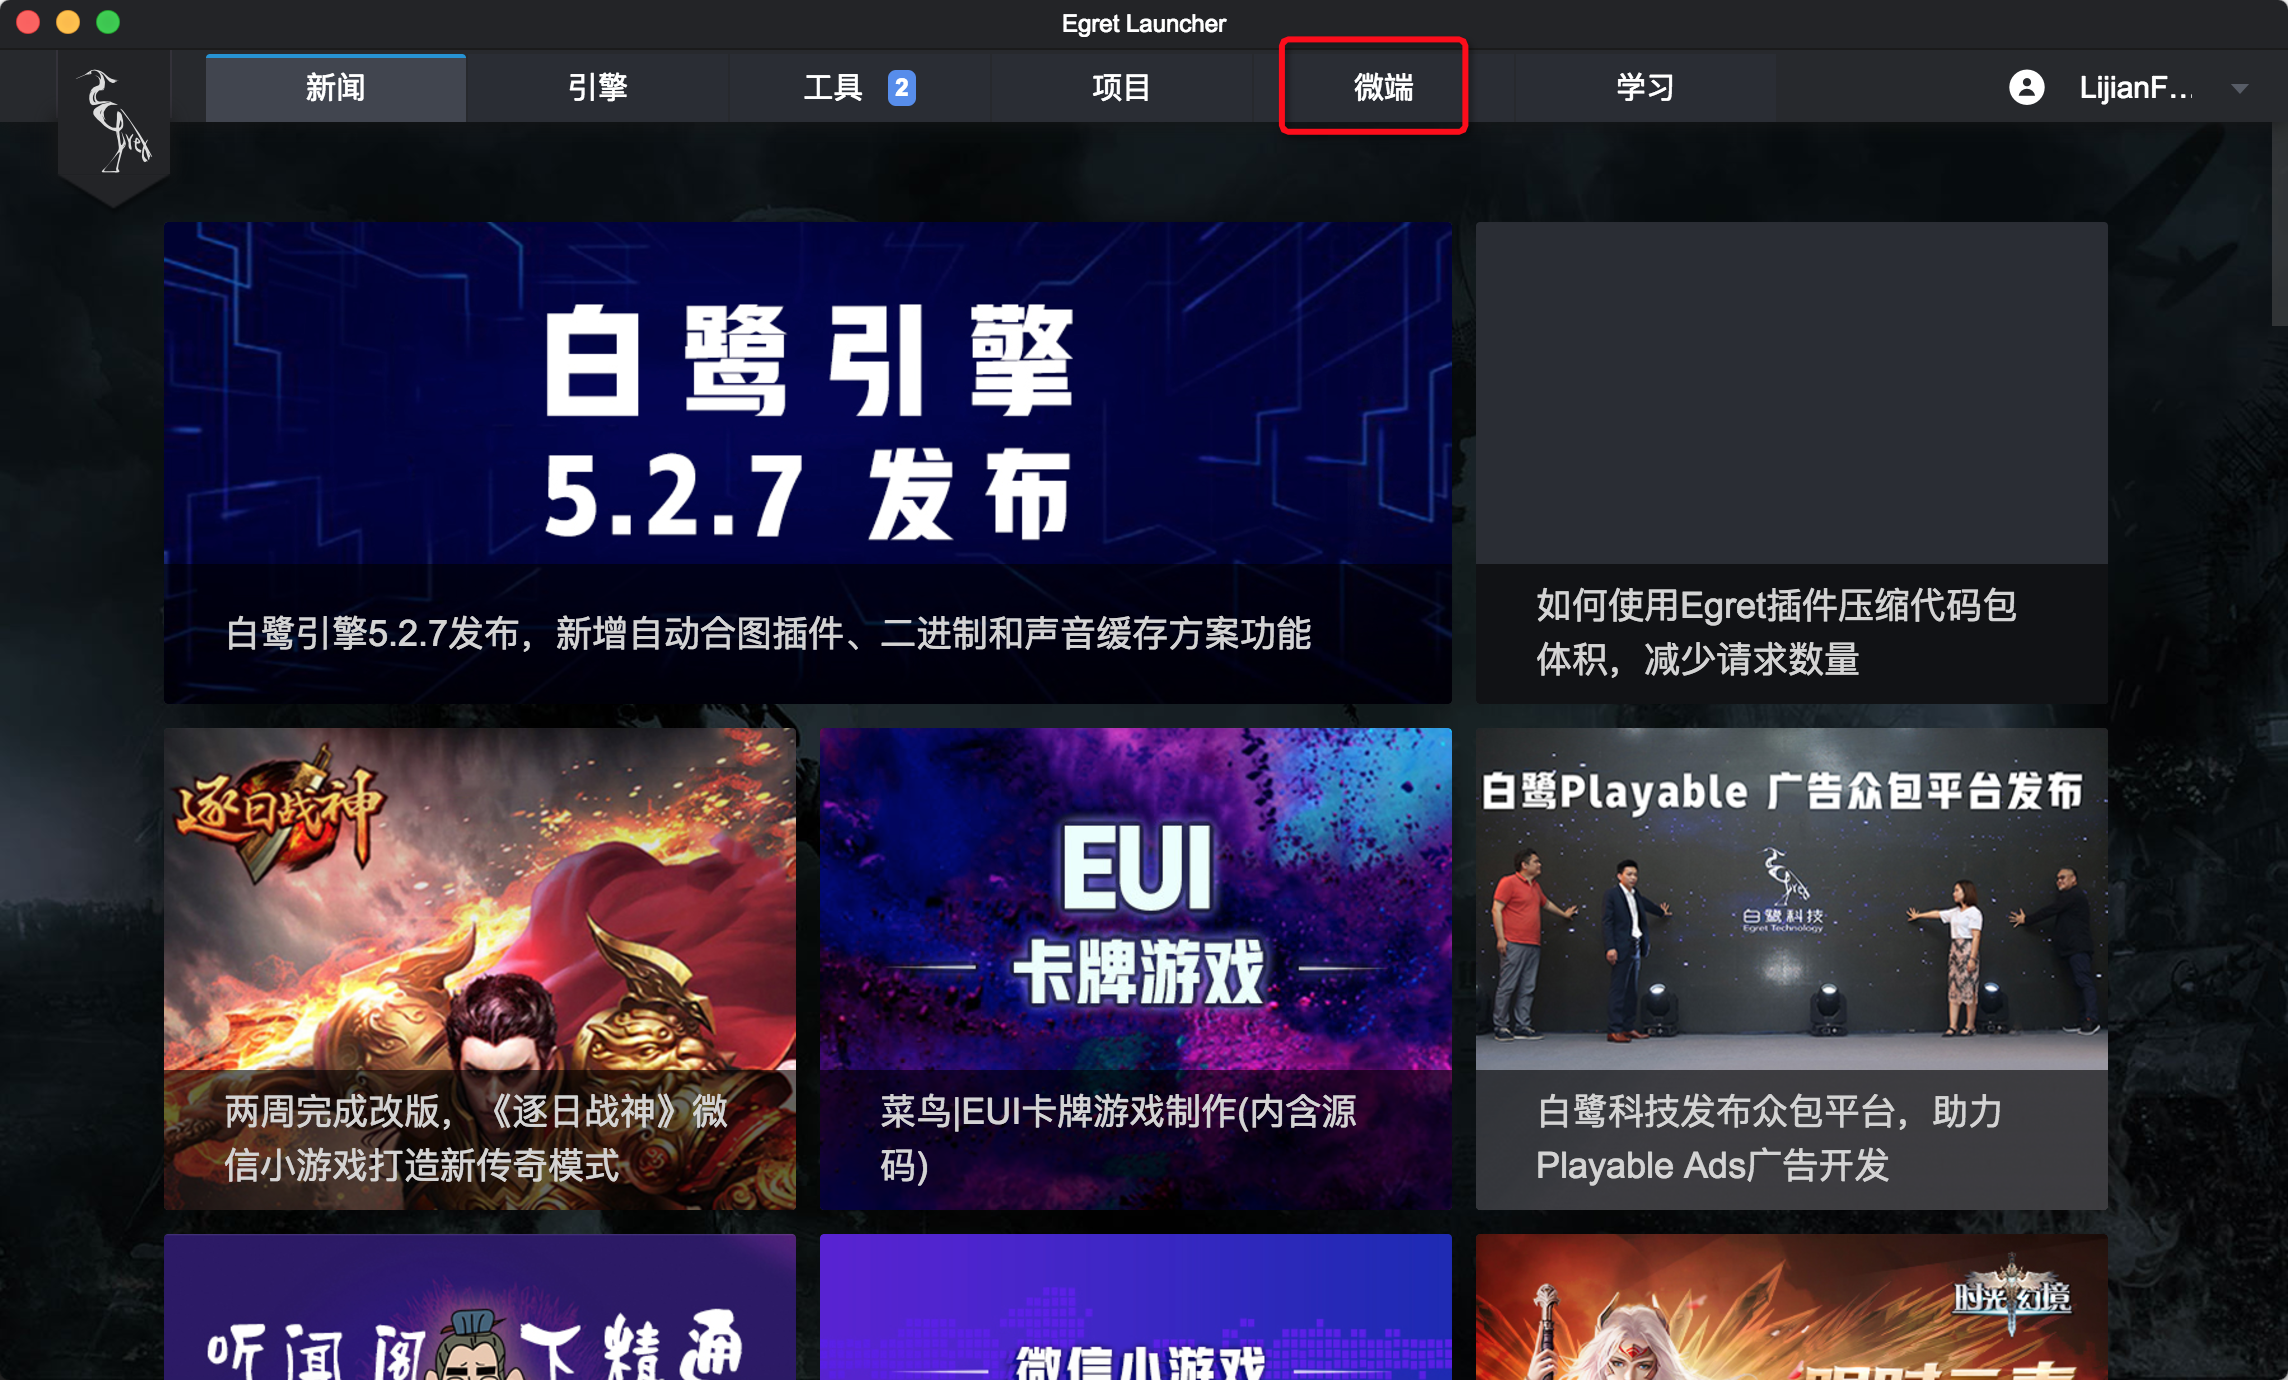 Egret Launcher
新闻
引擎
工具 2
项目
微端
学习
LijianF...
Egret
白鹭引擎
5.2.7 发布
白鹭引擎5.2.7发布，新增自动合图插件、二进制和声音缓存方案功能
如何使用Egret插件压缩代码包
体积，减少请求数量
逐日战神
两周完成改版，《逐日战神》微
信小游戏打造新传奇模式
EUI
卡牌游戏
菜鸟|EUI卡牌游戏制作(内含源
码)
白鹭Playable 广告众包平台发布
Egret
白鹭科技
Egret Technology
白鹭科技发布众包平台，助力
Playable Ads广告开发
听闻阁下精通
微信小游戏
时光幻境